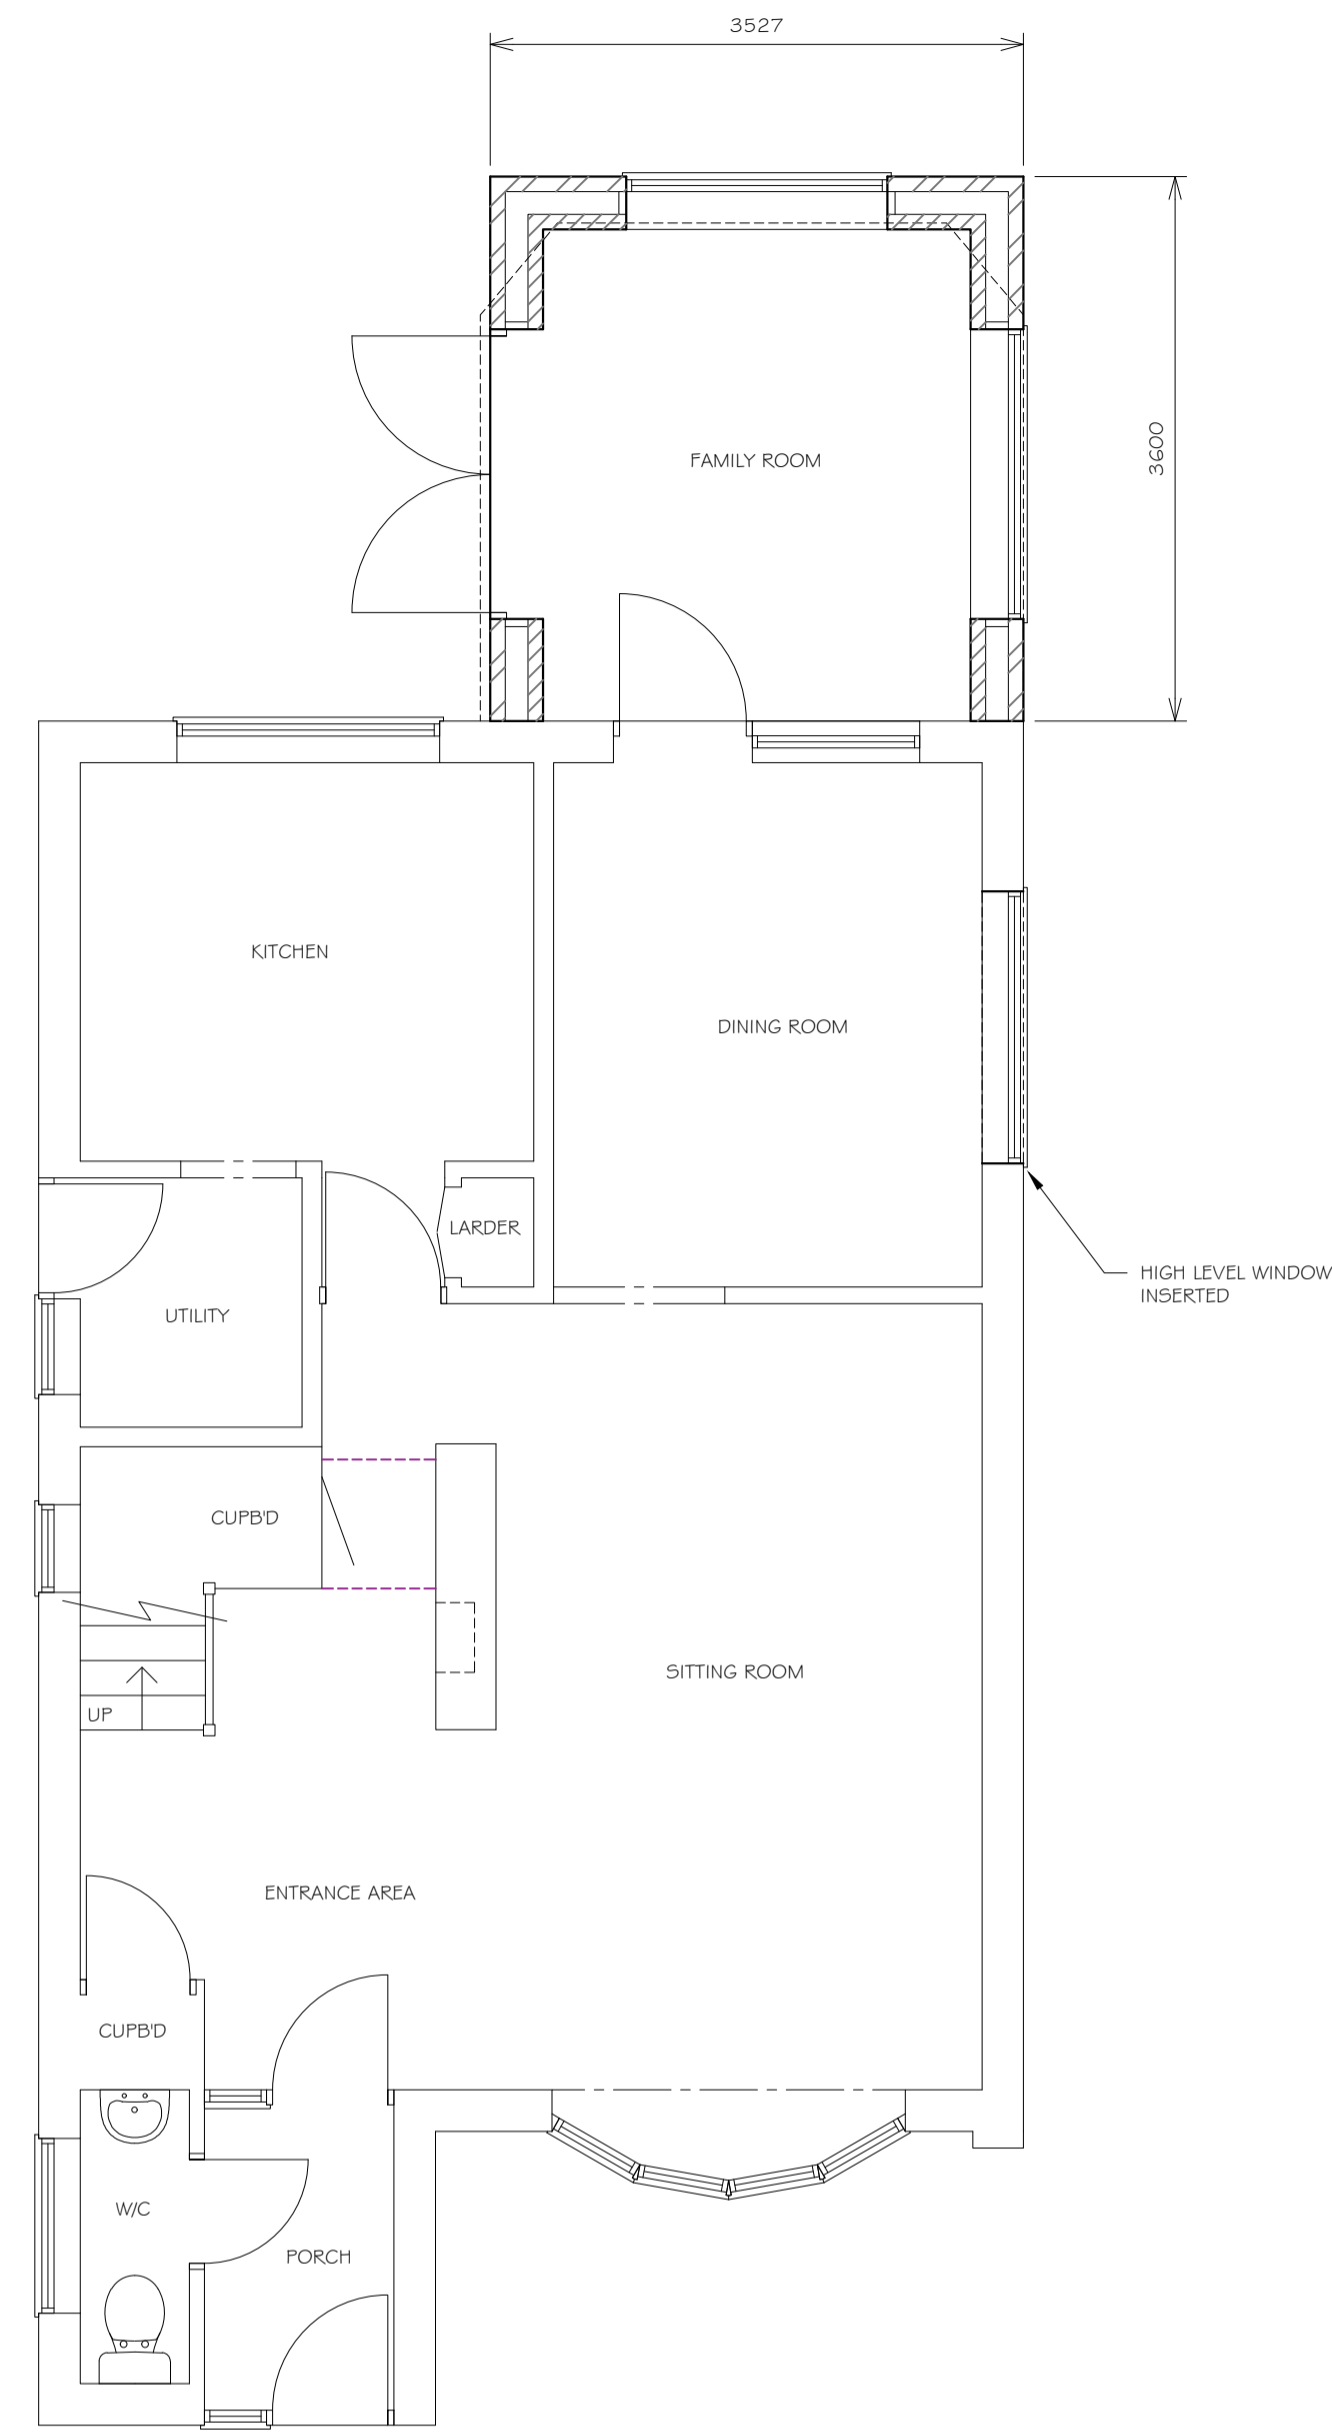 3527
FAMILY ROOM
3600
KITCHEN
DINING ROOM
LARDER
HIGH LEVEL WINDOW
INSERTED
UTILITY
CUPB'D
SITTING ROOM
UP
ENTRANCE AREA
CUPB'D
W/C
PORCH